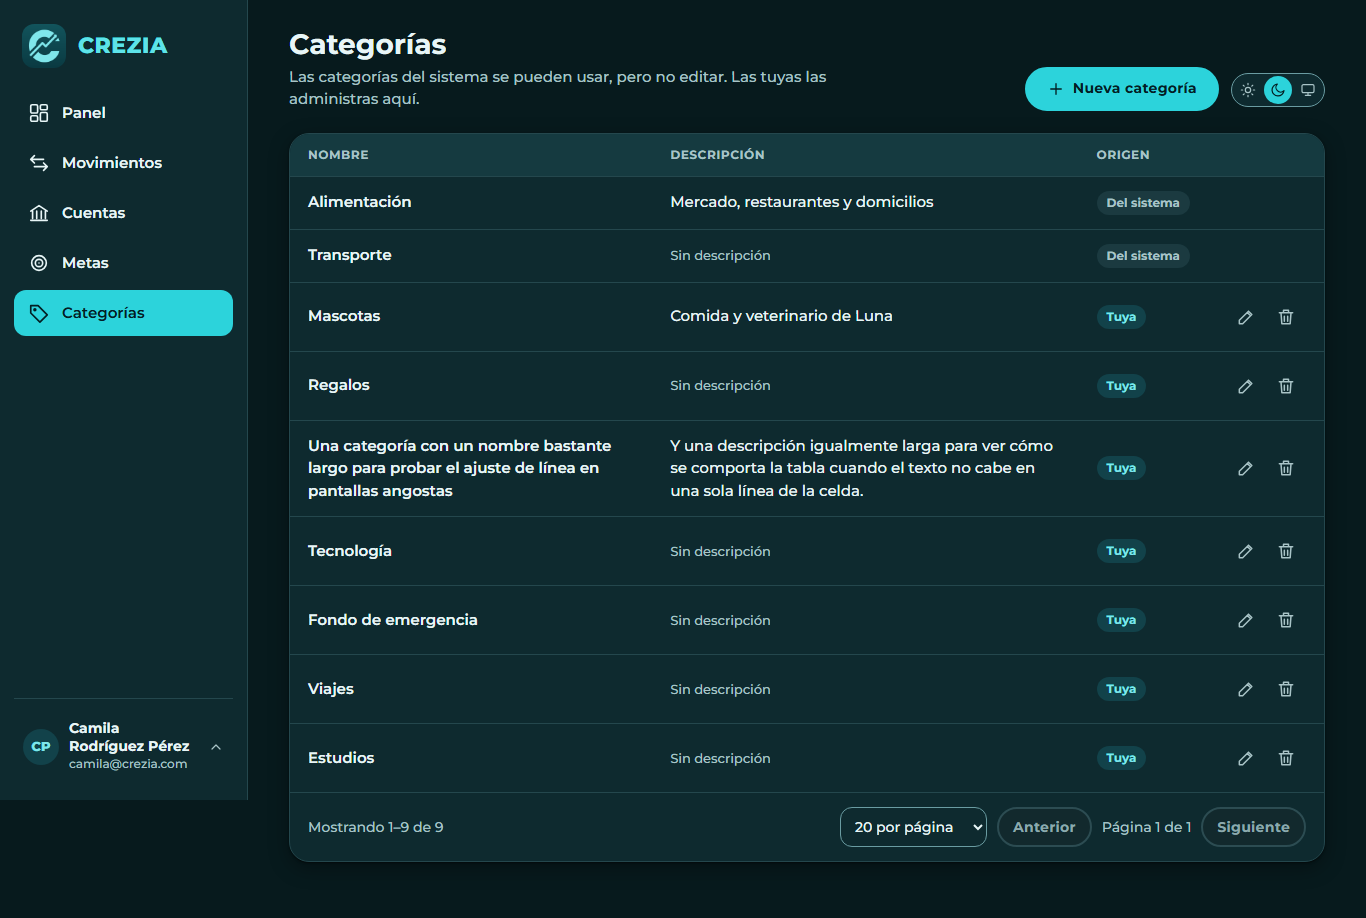 CREZIA
Panel
Movimientos
Cuentas
Metas
Categorías
Camila
Rodríguez Pérez
CP
camila@crezia.com
Categorías
Las categorías del sistema se pueden usar, pero no editar. Las tuyas las
administras aquí.
+ Nueva categoría
NOMBRE DESCRIPCIÓN ORIGEN
Alimentación Mercado, restaurantes y domicilios Del sistema
Transporte Sin descripción Del sistema
Mascotas Comida y veterinario de Luna Tuya
Regalos Sin descripción Tuya
Una categoría con un nombre bastante
largo para probar el ajuste de línea en
pantallas angostas
Y una descripción igualmente larga para ver cómo
se comporta la tabla cuando el texto no cabe en
una sola línea de la celda.
Tuya
Tecnología Sin descripción Tuya
Fondo de emergencia Sin descripción Tuya
Viajes Sin descripción Tuya
Estudios Sin descripción Tuya
Mostrando 1–9 de 9 20 por página Anterior Página 1 de 1 Siguiente